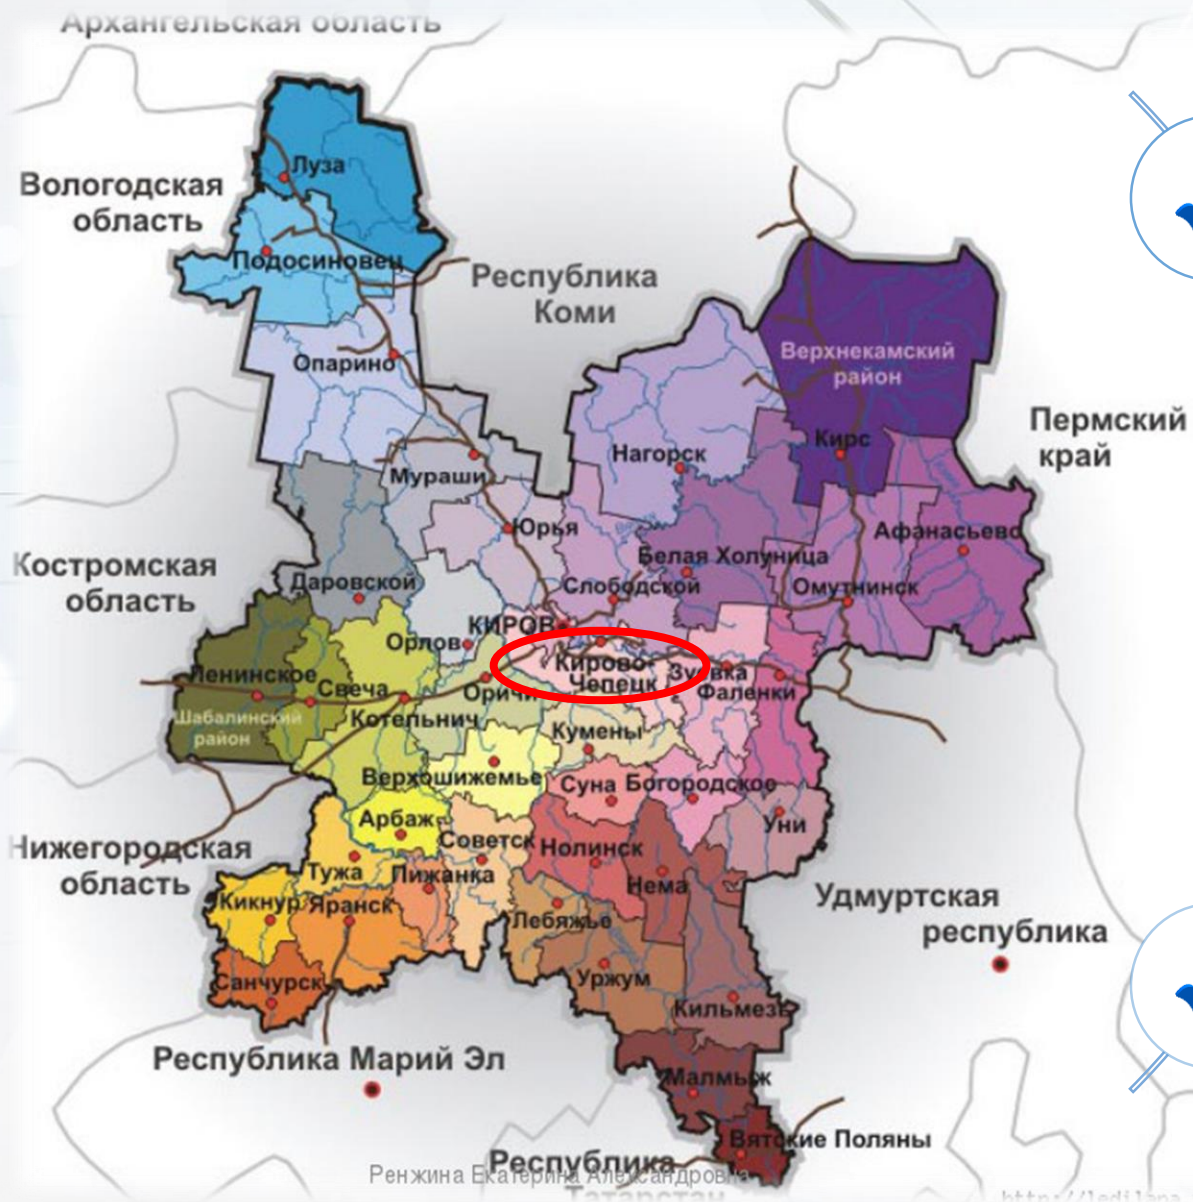 Архангельская область
Луза
Вологодская
область
Подосиновец
Республика
Коми
Опарино
Верхнекамский
район
Пермский
край
Кирс
Нагорск
Мураши
Юрья
Афанасьево
Белая Холуница
Костромская
область
Даровской
Слободской
Омутнинск
КИРОВ
Орлов
Кирово-
Чепецк
Зуевка
Фаленки
Ленинское
Свеча
Оричи
Шабалинский
район
Котельнич
Кумены
Верхошижемье
Суна
Богородское
Арбаж
Уни
Советск
Нолинск
Нижегородская
область
Тужа
Пижанка
Нема
Кикнур
Яранск
Лебяжье
Удмуртская
республика
Санчурск
Уржум
Кильмезь
Республика Марий Эл
Малмыж
Вятские Поляны
Республика
Татарстан
Ренжина Екатерина Александровна